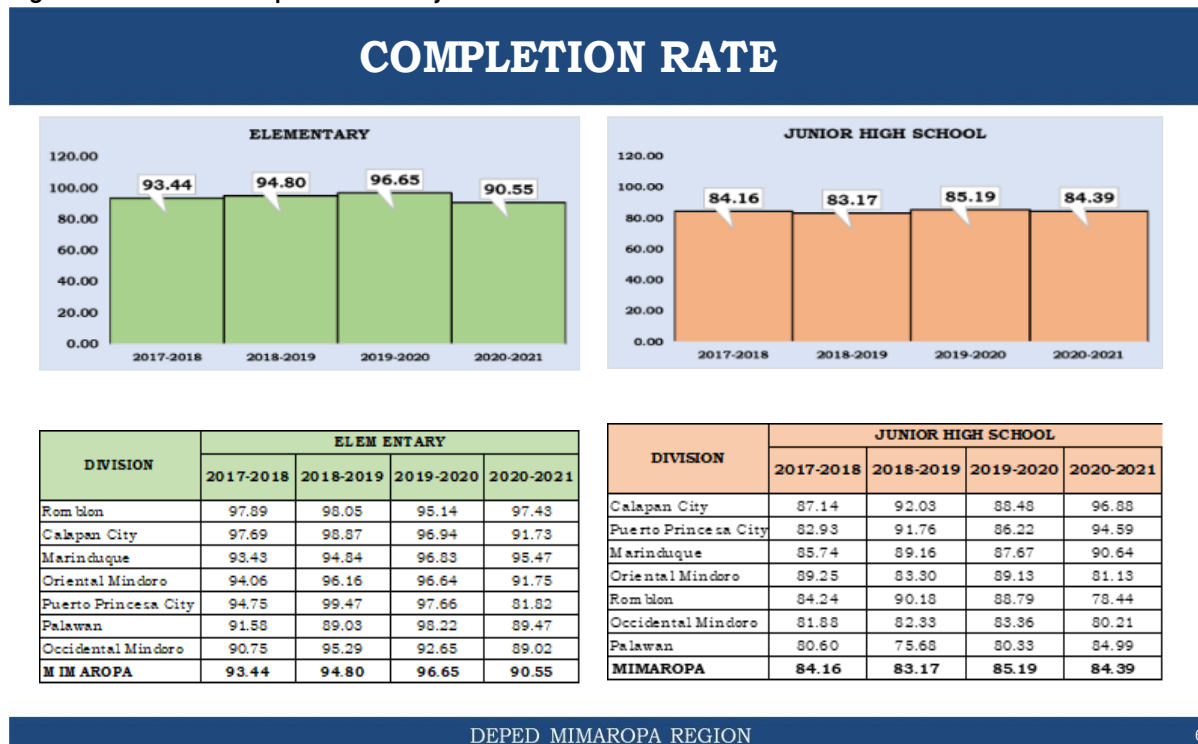 COMPLETION RATE
ELEMENTARY
120.00
100.00
80.00
60.00
40.00
20.00
0.00
93.44
94.80
96.65
90.55
2017-2018 2018-2019 2019-2020 2020-2021
JUNIOR HIGH SCHOOL
120.00
100.00
80.00
60.00
40.00
20.00
0.00
84.16
83.17
85.19
84.39
2017-2018 2018-2019 2019-2020 2020-2021
DIVISION ELEMENTARY
2017-2018 2018-2019 2019-2020 2020-2021
Romblon 97.89 98.05 95.14 97.43
Calapan City 97.69 98.87 96.94 91.73
Marinduque 93.43 94.84 96.83 95.47
Oriental Mindoro 94.06 96.16 96.64 91.75
Puerto Princesa City 94.75 99.47 97.66 81.82
Palawan 91.58 89.03 98.22 89.47
Occidental Mindoro 90.75 95.29 92.65 89.02
MIMAROPA 93.44 94.80 96.65 90.55
DIVISION JUNIOR HIGH SCHOOL
2017-2018 2018-2019 2019-2020 2020-2021
Calapan City 87.14 92.03 88.48 96.88
Puerto Princesa City 82.93 91.76 86.22 94.59
Marinduque 85.74 89.16 87.67 90.64
Oriental Mindoro 89.25 83.30 89.13 81.13
Romblon 84.24 90.18 88.79 78.44
Occidental Mindoro 81.88 82.33 83.36 80.21
Palawan 80.60 75.68 80.33 84.99
MIMAROPA 84.16 83.17 85.19 84.39
DEPED MIMAROPA REGION